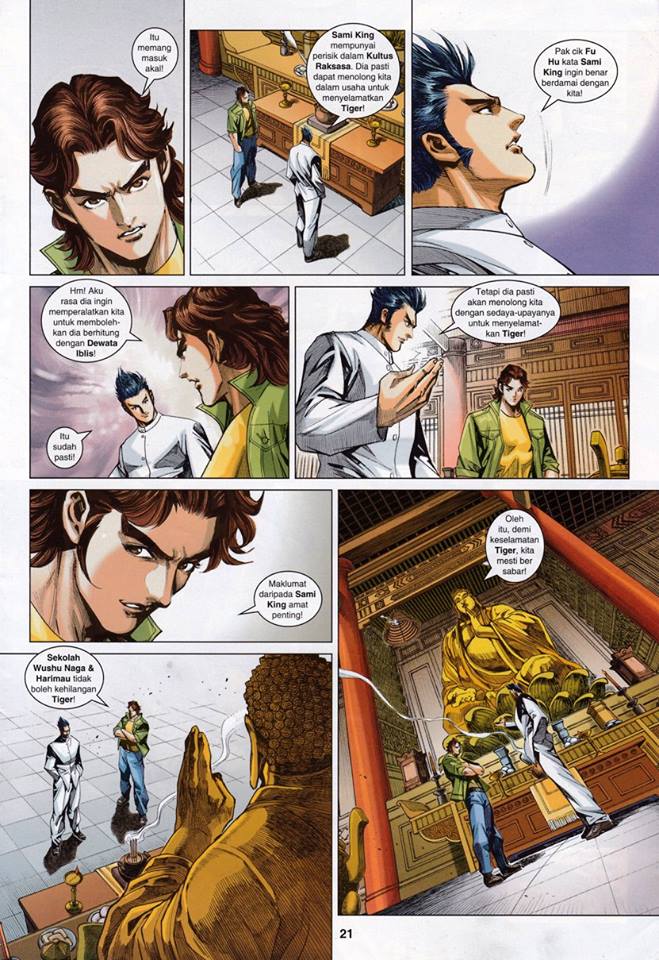 Itu
memang
masuk
akal!
Sami King
mempunyai
perisik dalam Kultus
Raksasa. Dia pasti
dapat menolong kita
dalam usaha untuk
menyelamatkan
Tiger!
Pak cik Fu
Hu kata Sami
King ingin benar
berdamai dengan
kita!
Hm! Aku
rasa dia ingin
memperalatkan kita
untuk memboleh-
kan dia berhitung
dengan Dewata
Iblis!
Itu
sudah
pasti!
Tetapi dia pasti
akan menolong kita
dengan sedaya-upayanya
untuk menyelamat-
kan Tiger!
Maklumat
daripada Sami
King amat
penting!
Oleh
itu, demi
keselamatan
Tiger, kita
mesti ber
sabar!
Sekolah
Wushu Naga &
Harimau tidak
boleh kehilangan
Tiger!
21